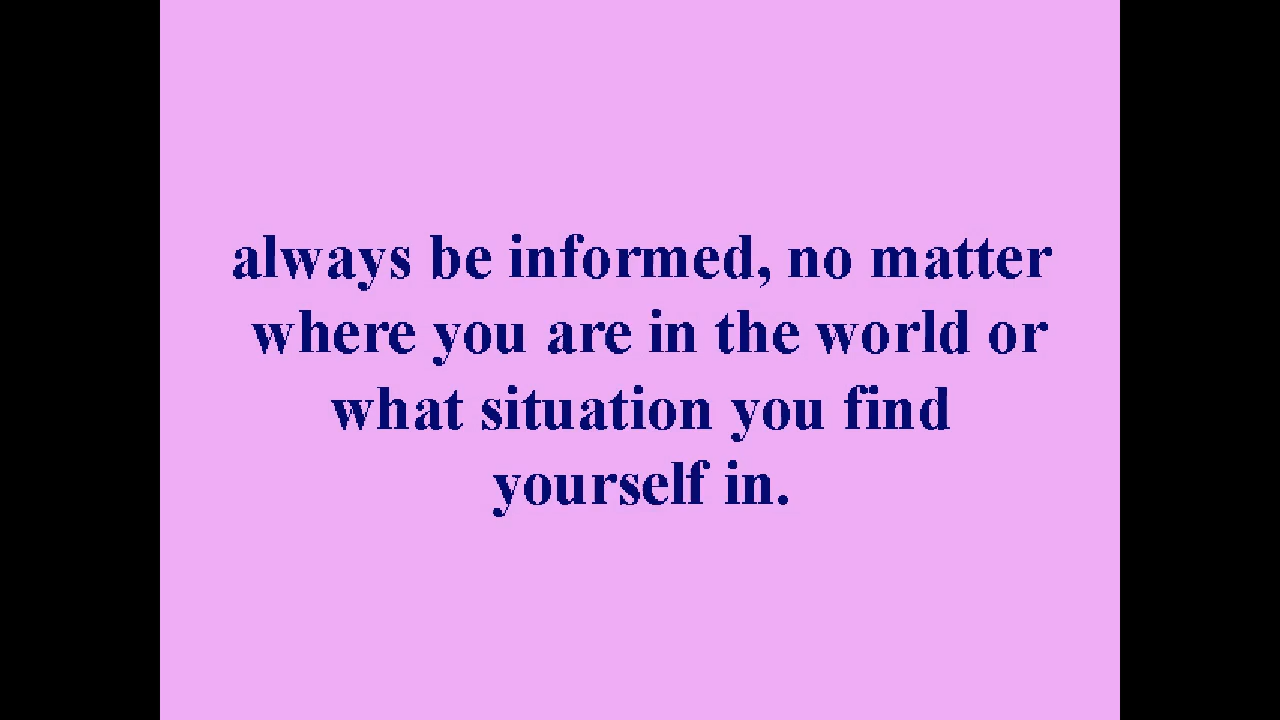 always be informed, no matter
where you are in the world or
what situation you find
yourself in.